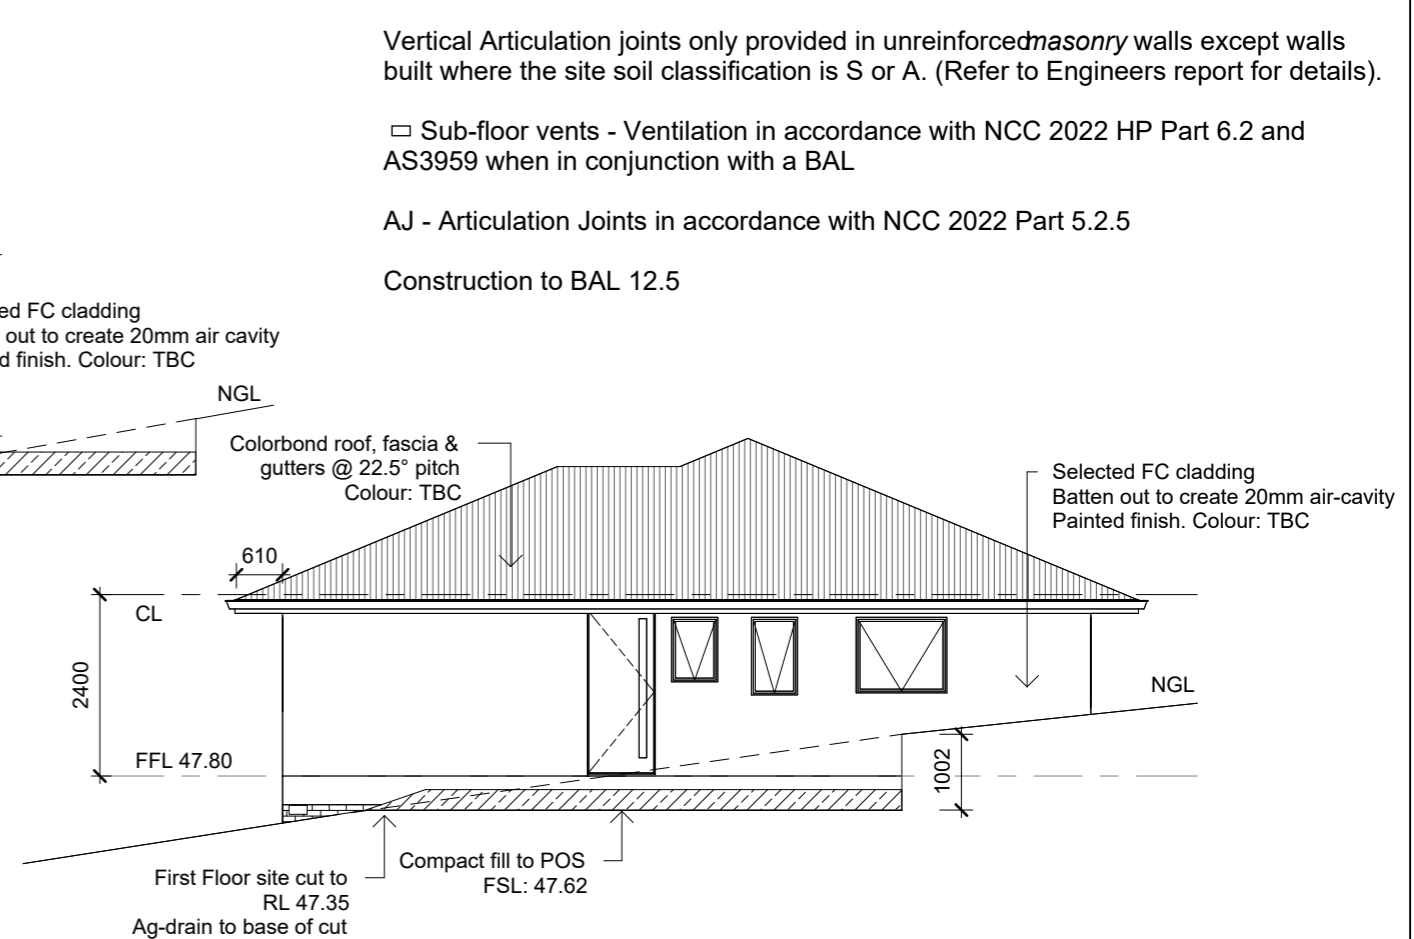 Vertical Articulation joints only provided in unreinforced masonry walls except walls
built where the site soil classification is S or A. (Refer to Engineers report for details).
Sub-floor vents - Ventilation in accordance with NCC 2022 HP Part 6.2 and
AS3959 when in conjunction with a BAL
AJ - Articulation Joints in accordance with NCC 2022 Part 5.2.5
Construction to BAL 12.5
FC cladding
out to create 20mm air cavity
finish. Colour: TBC
NGL
Colorbond roof, fascia &
gutters @ 22.5° pitch
Colour: TBC
Selected FC cladding
Batten out to create 20mm air-cavity
Painted finish. Colour: TBC
610
CL
2400
NGL
FFL 47.80
1002
Compact fill to POS
FSL: 47.62
First Floor site cut to
RL 47.35
Ag-drain to base of cut